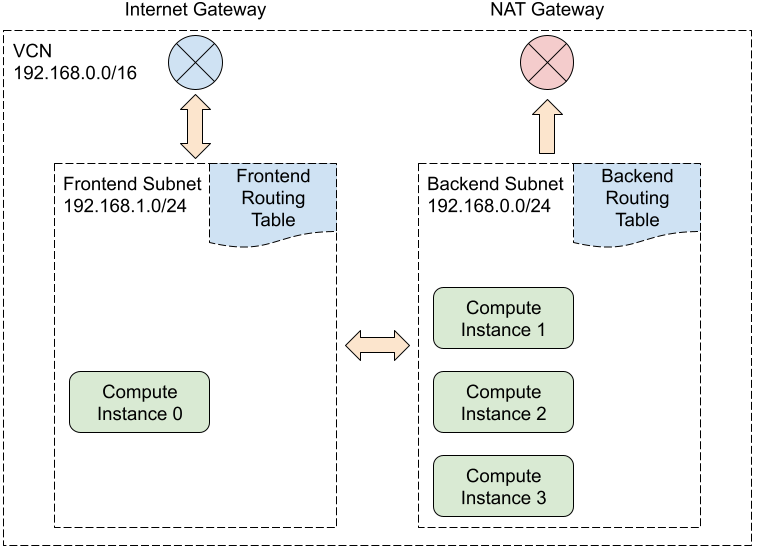 Internet Gateway
NAT Gateway
VCN
192.168.0.0/16
Frontend Subnet
192.168.1.0/24
Frontend
Routing
Table
Backend Subnet
192.168.0.0/24
Backend
Routing
Table
Compute
Instance 0
Compute
Instance 1
Compute
Instance 2
Compute
Instance 3